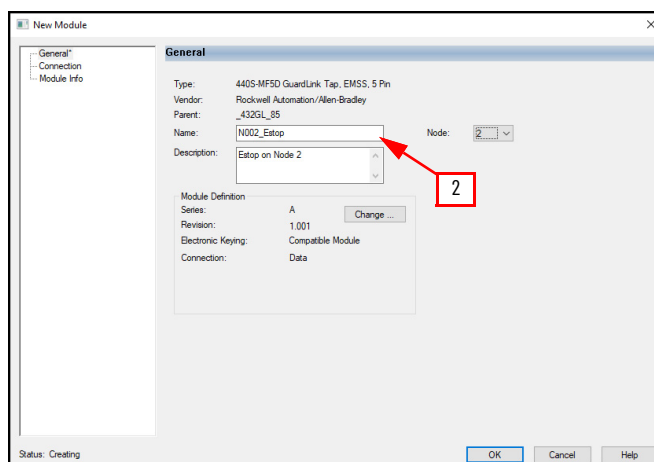 New Module
General*
Connection
Module Info
General
Type: 440S-MF5D GuardLink Tap, EMSS, 5 Pin
Vendor: Rockwell Automation/Allen-Bradley
Parent: _432GL_85
Name: N002_Estop Node: 2
Description: Estop on Node 2
2
Module Definition
Series: A Change ...
Revision: 1.001
Electronic Keying: Compatible Module
Connection: Data
Status: Creating OK Cancel Help